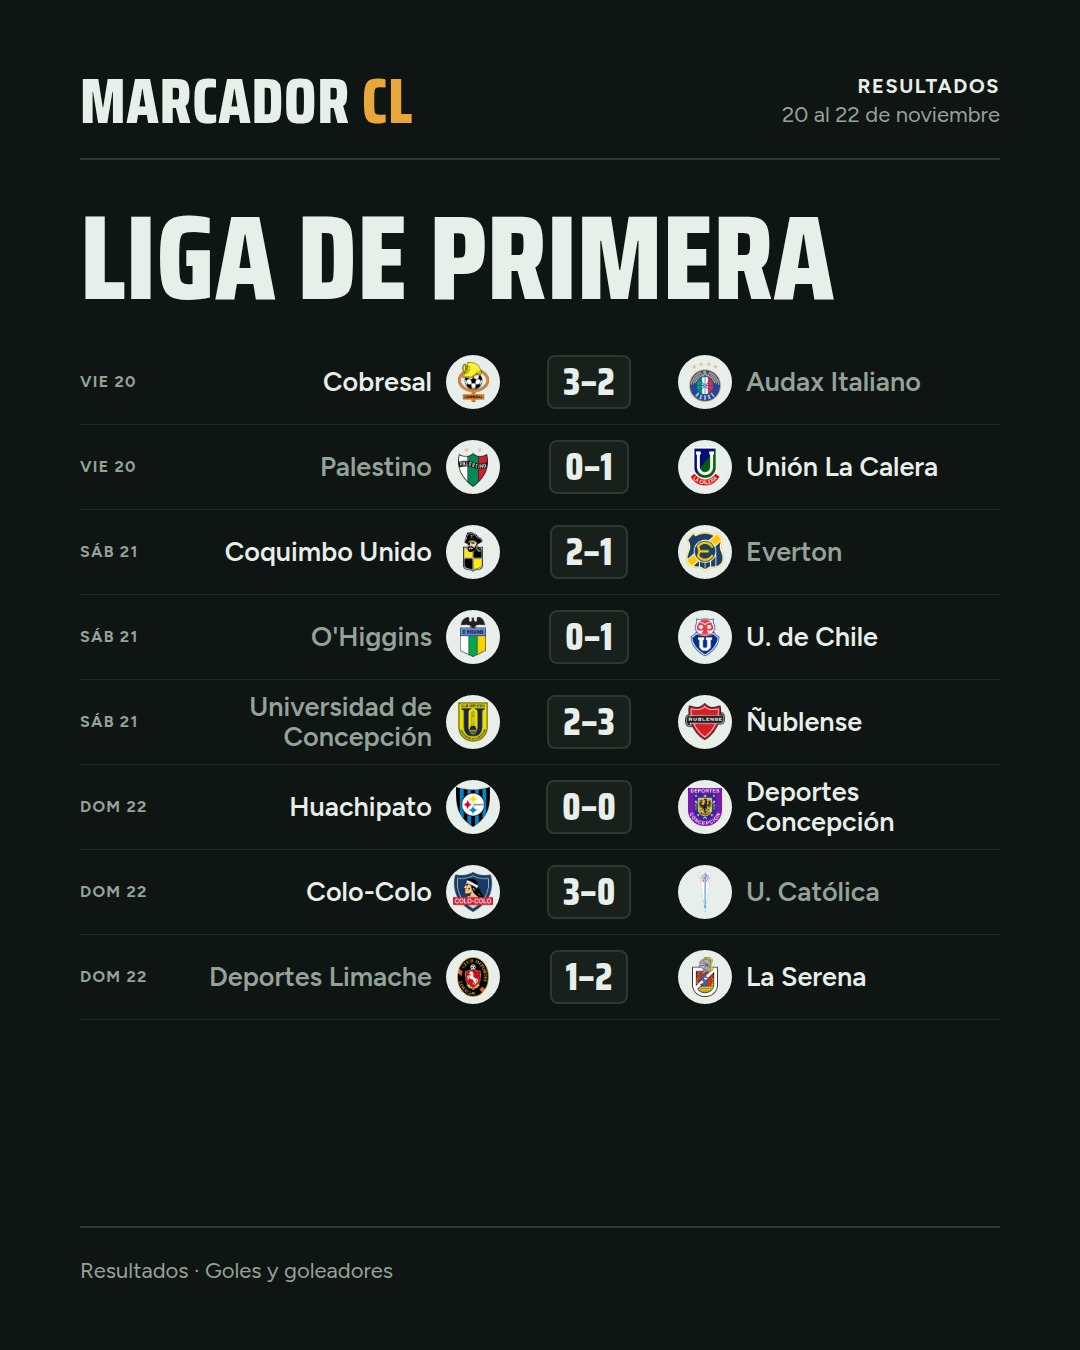 MARCADOR CL
RESULTADOS
20 al 22 de noviembre
LIGA DE PRIMERA
VIE 20 Cobresal 3–2 Audax Italiano
VIE 20 Palestino 0–1 Unión La Calera
SÁB 21 Coquimbo Unido 2–1 Everton
SÁB 21 O'Higgins 0–1 U. de Chile
SÁB 21 Universidad de
Concepción 2–3 Ñublense
DOM 22 Huachipato 0–0 Deportes
Concepción
DOM 22 Colo-Colo 3–0 U. Católica
DOM 22 Deportes Limache 1–2 La Serena
Resultados · Goles y goleadores